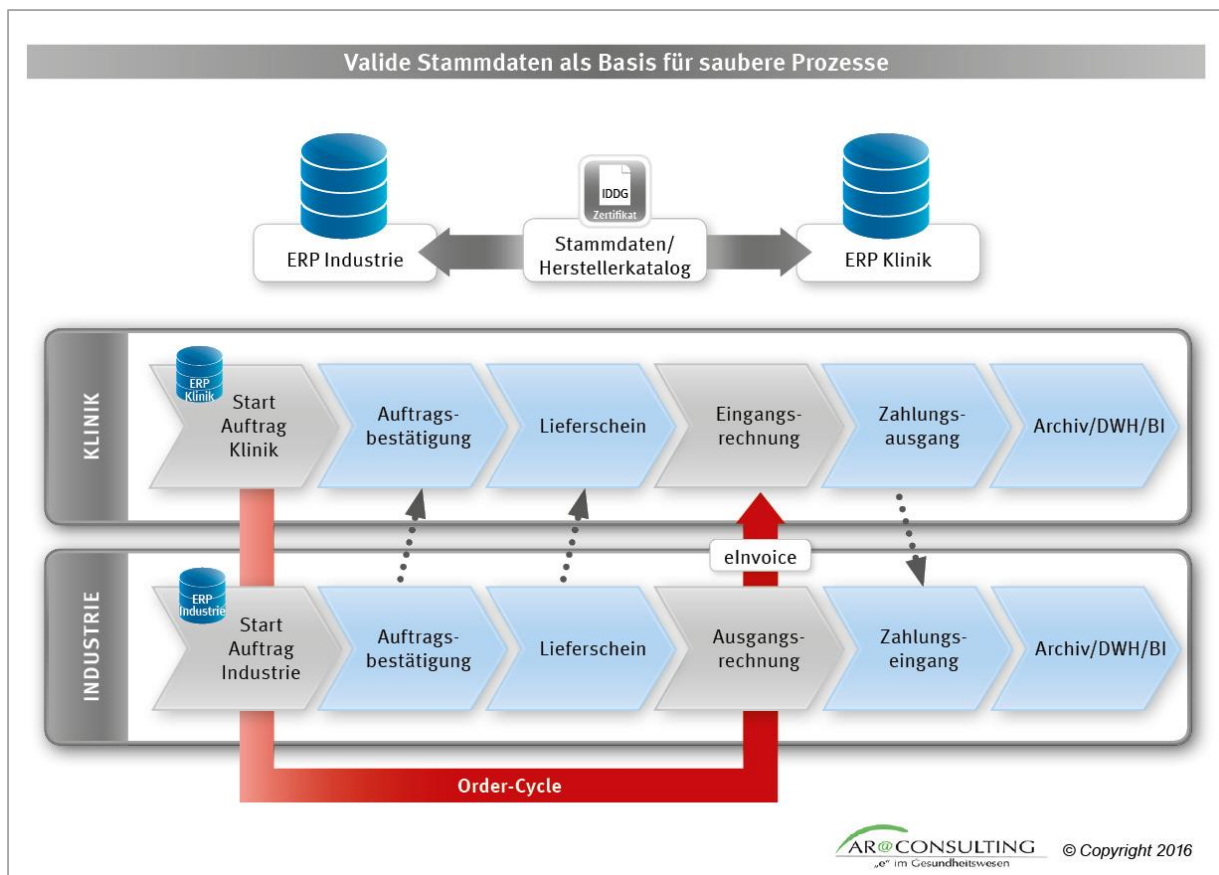 Valide Stammdaten als Basis für saubere Prozesse
IDDG
Zertifikat
ERP Industrie
Stammdaten/
Herstellerkatalog
ERP Klinik
KLINIK
ERP
Klinik
Start
Auftrag
Klinik
Auftrags-
bestätigung
Lieferschein
Eingangs-
rechnung
Zahlungs-
ausgang
Archiv/DWH/BI
eInvoice
INDUSTRIE
ERP
Industrie
Start
Auftrag
Industrie
Auftrags-
bestätigung
Lieferschein
Ausgangs-
rechnung
Zahlungs-
eingang
Archiv/DWH/BI
Order-Cycle
AR@CONSULTING
„e“ im Gesundheitswesen
© Copyright 2016